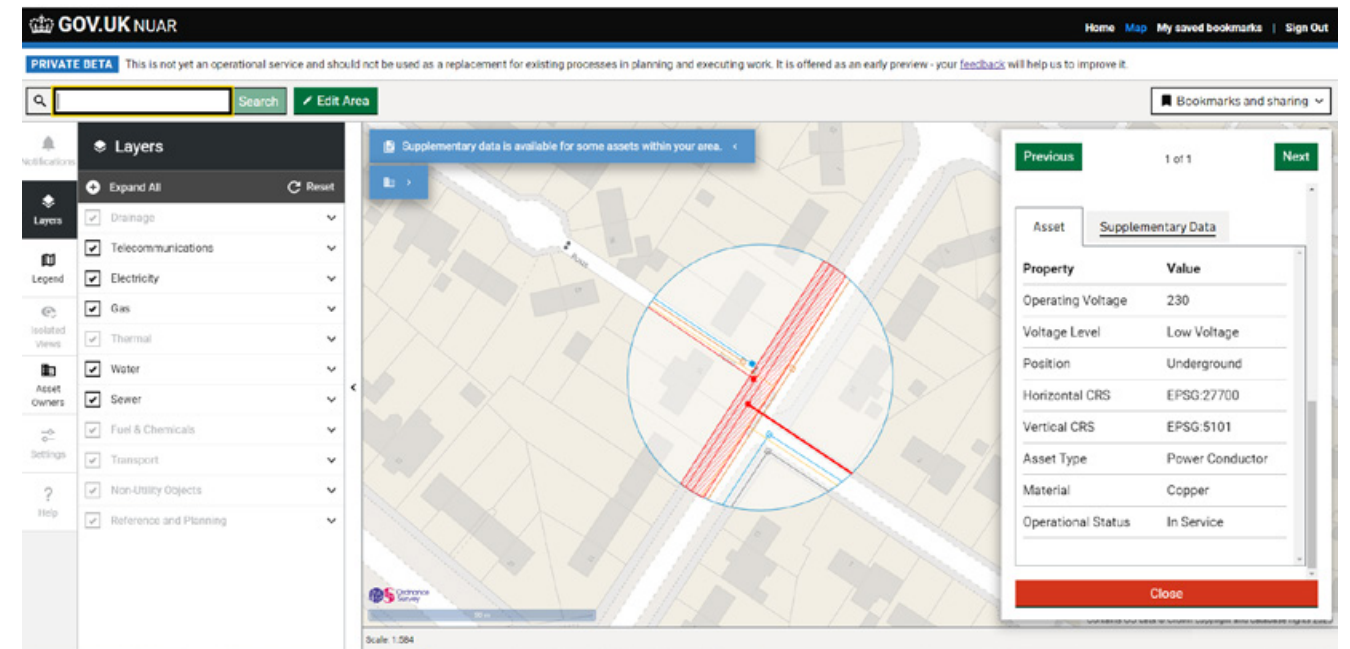 GOV.UK NUAR
Home Map My saved bookmarks | Sign Out
PRIVATE BETA This is not yet an operational service and should not be used as a replacement for existing processes in planning and executing work. It is offered as an early preview - your feedback will help us to improve it.
Search Edit Area
Bookmarks and sharing
Notifications
Layers
Legend
Isolated
Views
Asset
Owners
Settings
Help
Layers
Expand All Reset
Drainage
Telecommunications
Electricity
Gas
Thermal
Water
Sewer
Fuel & Chemicals
Transport
Non-Utility Objects
Reference and Planning
Supplementary data is available for some assets within your area.
Ordnance
Survey
Scale: 1:584
Previous 1 of 1 Next
Asset Supplementary Data
Property Value
Operating Voltage 230
Voltage Level Low Voltage
Position Underground
Horizontal CRS EPSG:27700
Vertical CRS EPSG:5101
Asset Type Power Conductor
Material Copper
Operational Status In Service
Close